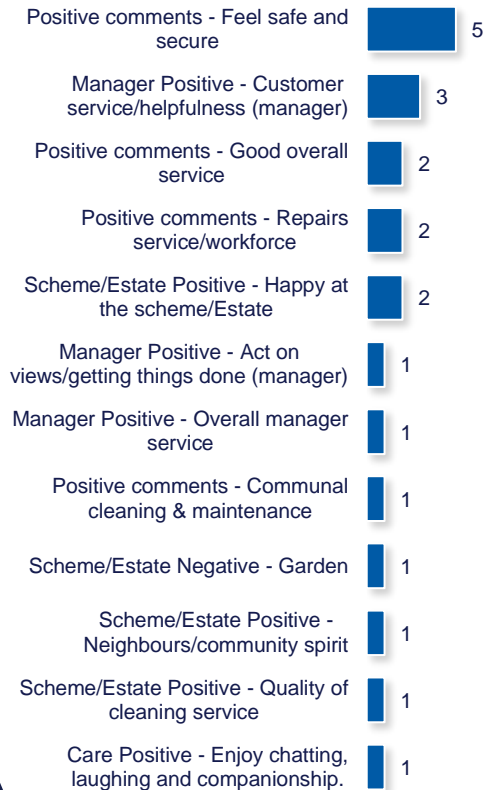 Positive comments - Feel safe and
secure
5
Manager Positive - Customer
service/helpfulness (manager)
3
Positive comments - Good overall
service
2
Positive comments - Repairs
service/workforce
2
Scheme/Estate Positive - Happy at
the scheme/Estate
2
Manager Positive - Act on
views/getting things done (manager)
1
Manager Positive - Overall manager
service
1
Positive comments - Communal
cleaning & maintenance
1
Scheme/Estate Negative - Garden
1
Scheme/Estate Positive -
Neighbours/community spirit
1
Scheme/Estate Positive - Quality of
cleaning service
1
Care Positive - Enjoy chatting,
laughing and companionship.
1